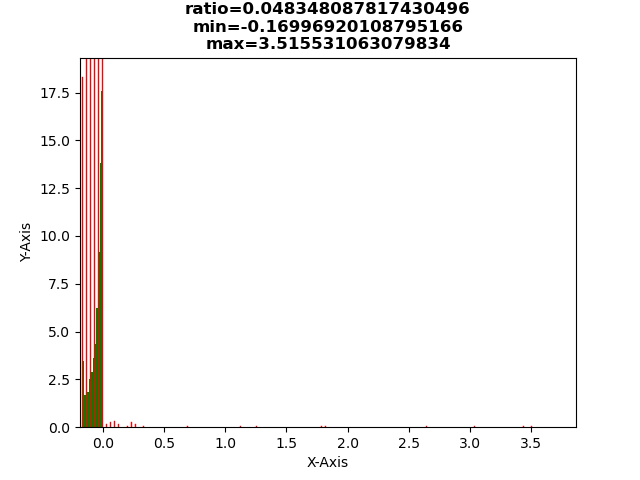 ratio=0.048348087817430496
min=-0.16996920108795166
max=3.515531063079834
17.5
15.0
12.5
10.0
7.5
5.0
2.5
0.0
Y-Axis
0.0 0.5 1.0 1.5 2.0 2.5 3.0 3.5
X-Axis